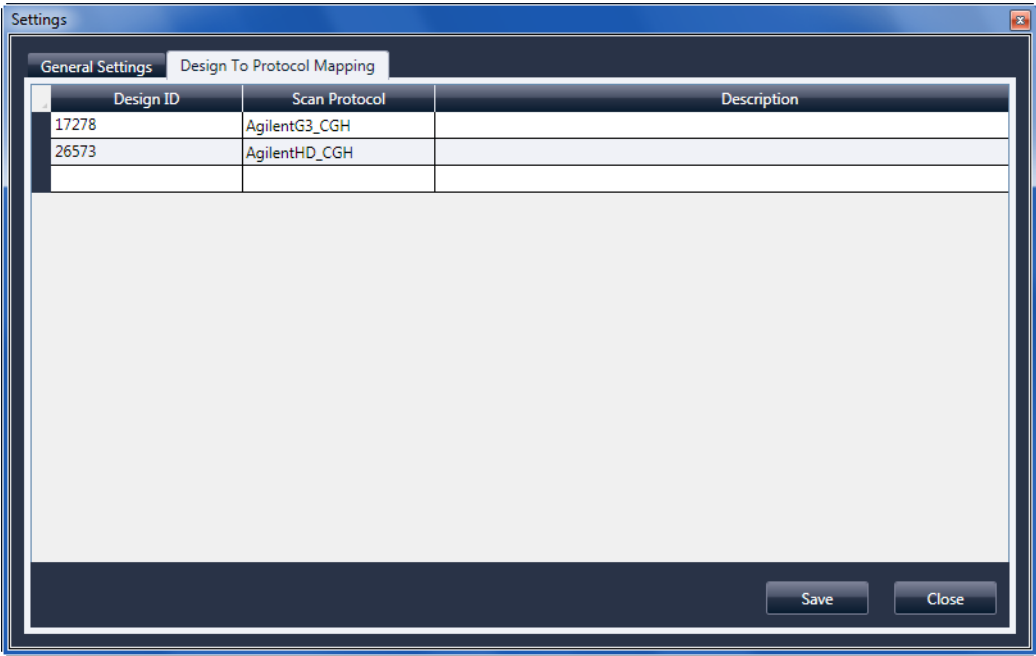 Settings
General Settings Design To Protocol Mapping
Design ID Scan Protocol Description
17278 AgilentG3_CGH
26573 AgilentHD_CGH
Save Close